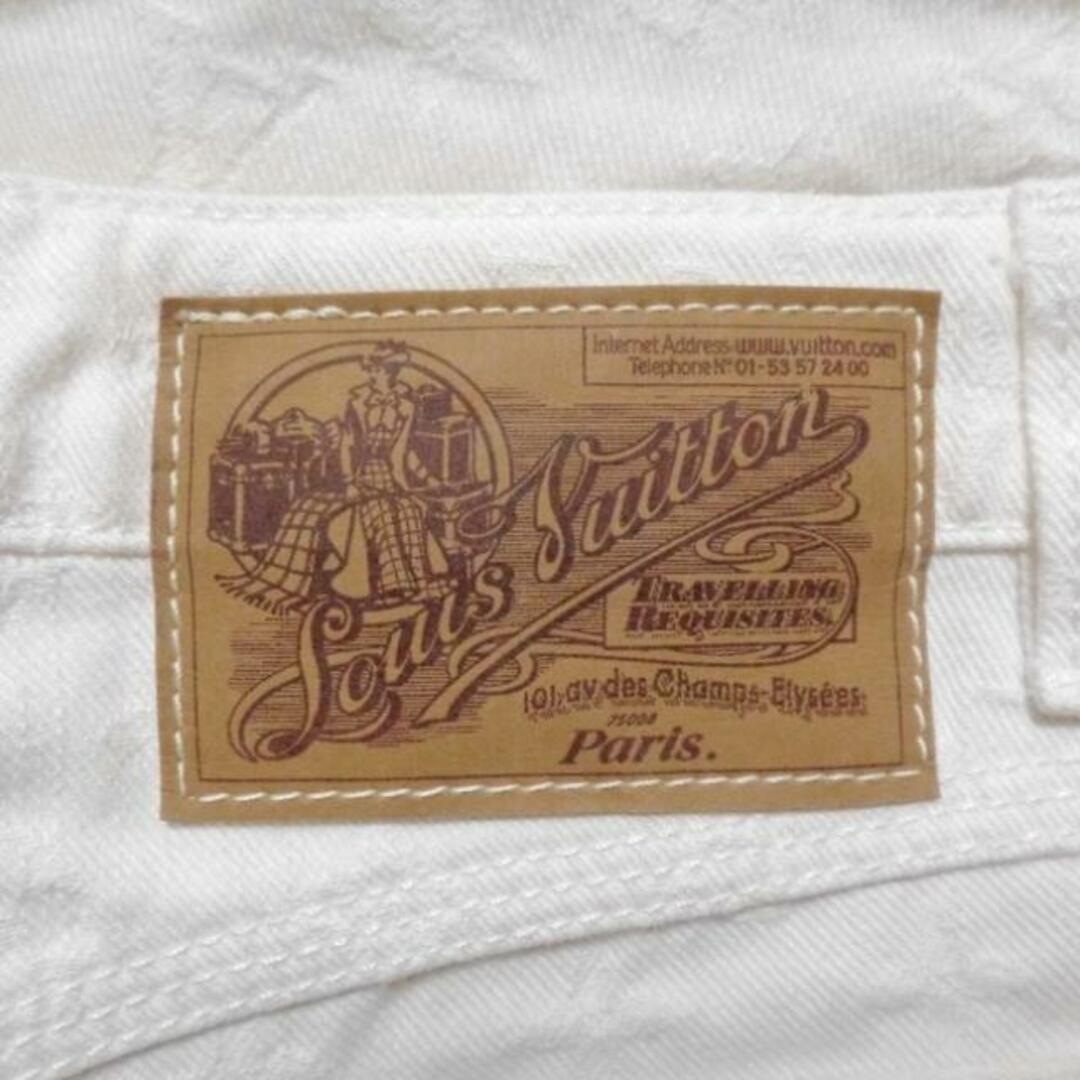 Internet Address www.vuitton.com
Telephone N° 01-53 57 24 00
Louis Vuitton
TRAVELLING
REQUISITES.
101, av des Champs-Elysées
75008
Paris.